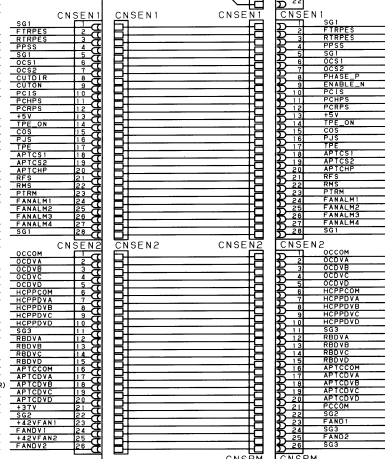 22
CNSEN1 CNSEN1 CNSEN1 CNSEN1
SG1 1 1 SG1
FTRPES 2 2 FTRPES
RTRPES 3 3 RTRPES
PPSS 4 4 PPSS
SG1 5 5 SG1
OCS1 6 6 OCS1
OCS2 7 7 OCS2
CUTDIR 8 8 PHASE_P
CUTON 9 9 ENABLE_N
PCIS 10 10 PCIS
PCHPS 11 11 PCHPS
PCRPS 12 12 PCRPS
+5V 13 13 +5V
TPE_ON 14 14 TPE_ON
COS 15 15 COS
PJS 16 16 PJS
TPE 17 17 TPE
APTCS1 18 18 APTCS1
APTCS2 19 19 APTCS2
APTCHP 20 20 APTCHP
RFS 21 21 RFS
RMS 22 22 RMS
PTRM 23 23 PTRM
FANALM1 24 24 FANALM1
FANALM2 25 25 FANALM2
FANALM3 26 26 FANALM3
FANALM4 27 27 FANALM4
SG1 28 28 SG1
CNSEN2 CNSEN2 CNSEN2 CNSEN2
OCCOM 1 1 OCCOM
OCDVA 2 2 OCDVA
OCDVB 3 3 OCDVB
OCDVC 4 4 OCDVC
OCDVD 5 5 OCDVD
HCPPCOM 6 6 HCPPCOM
HCPPDVA 7 7 HCPPDVA
HCPPDVB 8 8 HCPPDVB
HCPPDVC 9 9 HCPPDVC
HCPPDVD 10 10 HCPPDVD
SG3 11 11 SG3
RBDVA 12 12 RBDVA
RBDVB 13 13 RBDVB
RBDVC 14 14 RBDVC
RBDVD 15 15 RBDVD
APTCCOM 16 16 APTCCOM
APTCDVA 17 17 APTCDVA
APTCDVB 18 18 APTCDVB
APTCDVC 19 19 APTCDVC
APTCDVD 20 20 APTCDVD
+37V 21 21 PCCOM
SG2 22 22 SG2
+42VFAN1 23 23 FAND1
FANDV1 24 24 SG3
+42VFAN2 25 25 FAND2
FANDV2 26 26 SG3
CNSRM CNSRM